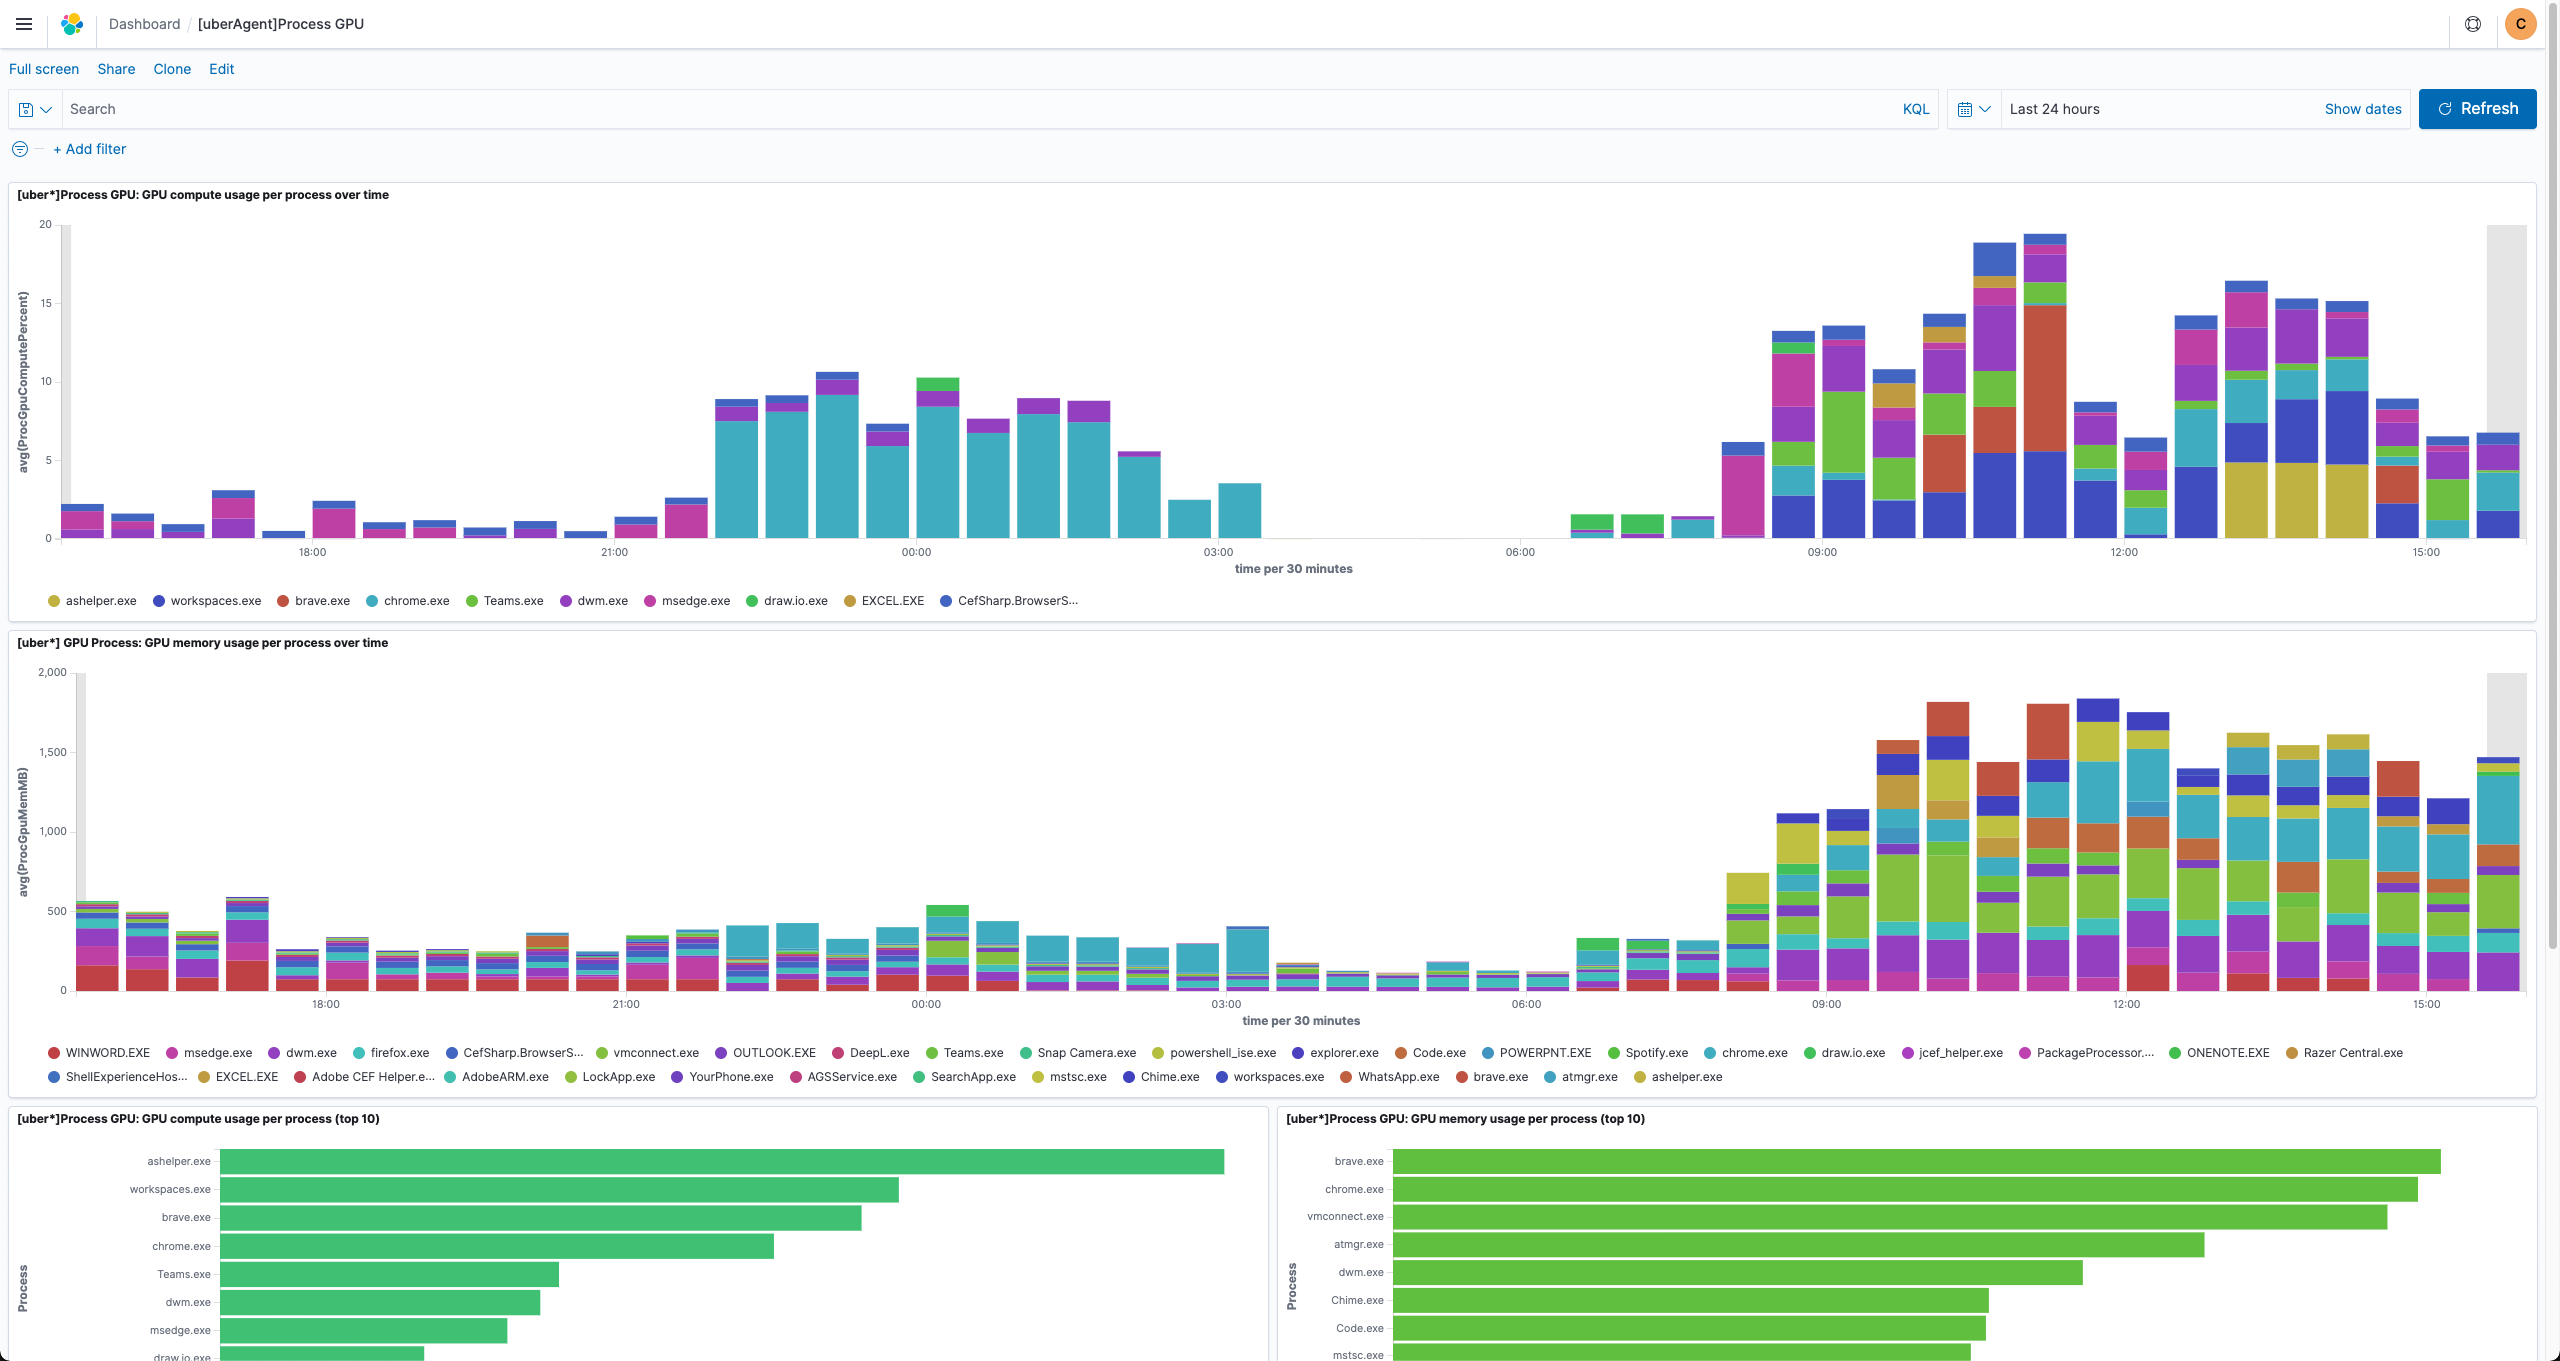 Dashboard / [uberAgent]Process GPU
C
Full screen Share Clone Edit
Search KQL Last 24 hours Show dates Refresh
+ Add filter
[uber*]Process GPU: GPU compute usage per process over time
avg(ProcGpuComputePercent)
20
15
10
5
0
18:00 21:00 00:00 03:00 06:00 09:00 12:00 15:00
time per 30 minutes
ashelper.exe workspaces.exe brave.exe chrome.exe Teams.exe dwm.exe msedge.exe draw.io.exe EXCEL.EXE CefSharp.BrowserS...
[uber*] GPU Process: GPU memory usage per process over time
avg(ProcGpuMemMB)
2,000
1,500
1,000
500
0
18:00 21:00 00:00 03:00 06:00 09:00 12:00 15:00
time per 30 minutes
WINWORD.EXE msedge.exe dwm.exe firefox.exe CefSharp.BrowserS... vmconnect.exe OUTLOOK.EXE DeepL.exe Teams.exe Snap Camera.exe powershell_ise.exe explorer.exe Code.exe POWERPNT.EXE Spotify.exe chrome.exe draw.io.exe jcef_helper.exe PackageProcessor.... ONENOTE.EXE Razer Central.exe
ShellExperienceHos... EXCEL.EXE Adobe CEF Helper.e... AdobeARM.exe LockApp.exe YourPhone.exe AGSService.exe SearchApp.exe mstsc.exe Chime.exe workspaces.exe WhatsApp.exe brave.exe atmgr.exe ashelper.exe
[uber*]Process GPU: GPU compute usage per process (top 10)
Process
ashelper.exe
workspaces.exe
brave.exe
chrome.exe
Teams.exe
dwm.exe
msedge.exe
draw.io.exe
[uber*]Process GPU: GPU memory usage per process (top 10)
Process
brave.exe
chrome.exe
vmconnect.exe
atmgr.exe
dwm.exe
Chime.exe
Code.exe
mstsc.exe